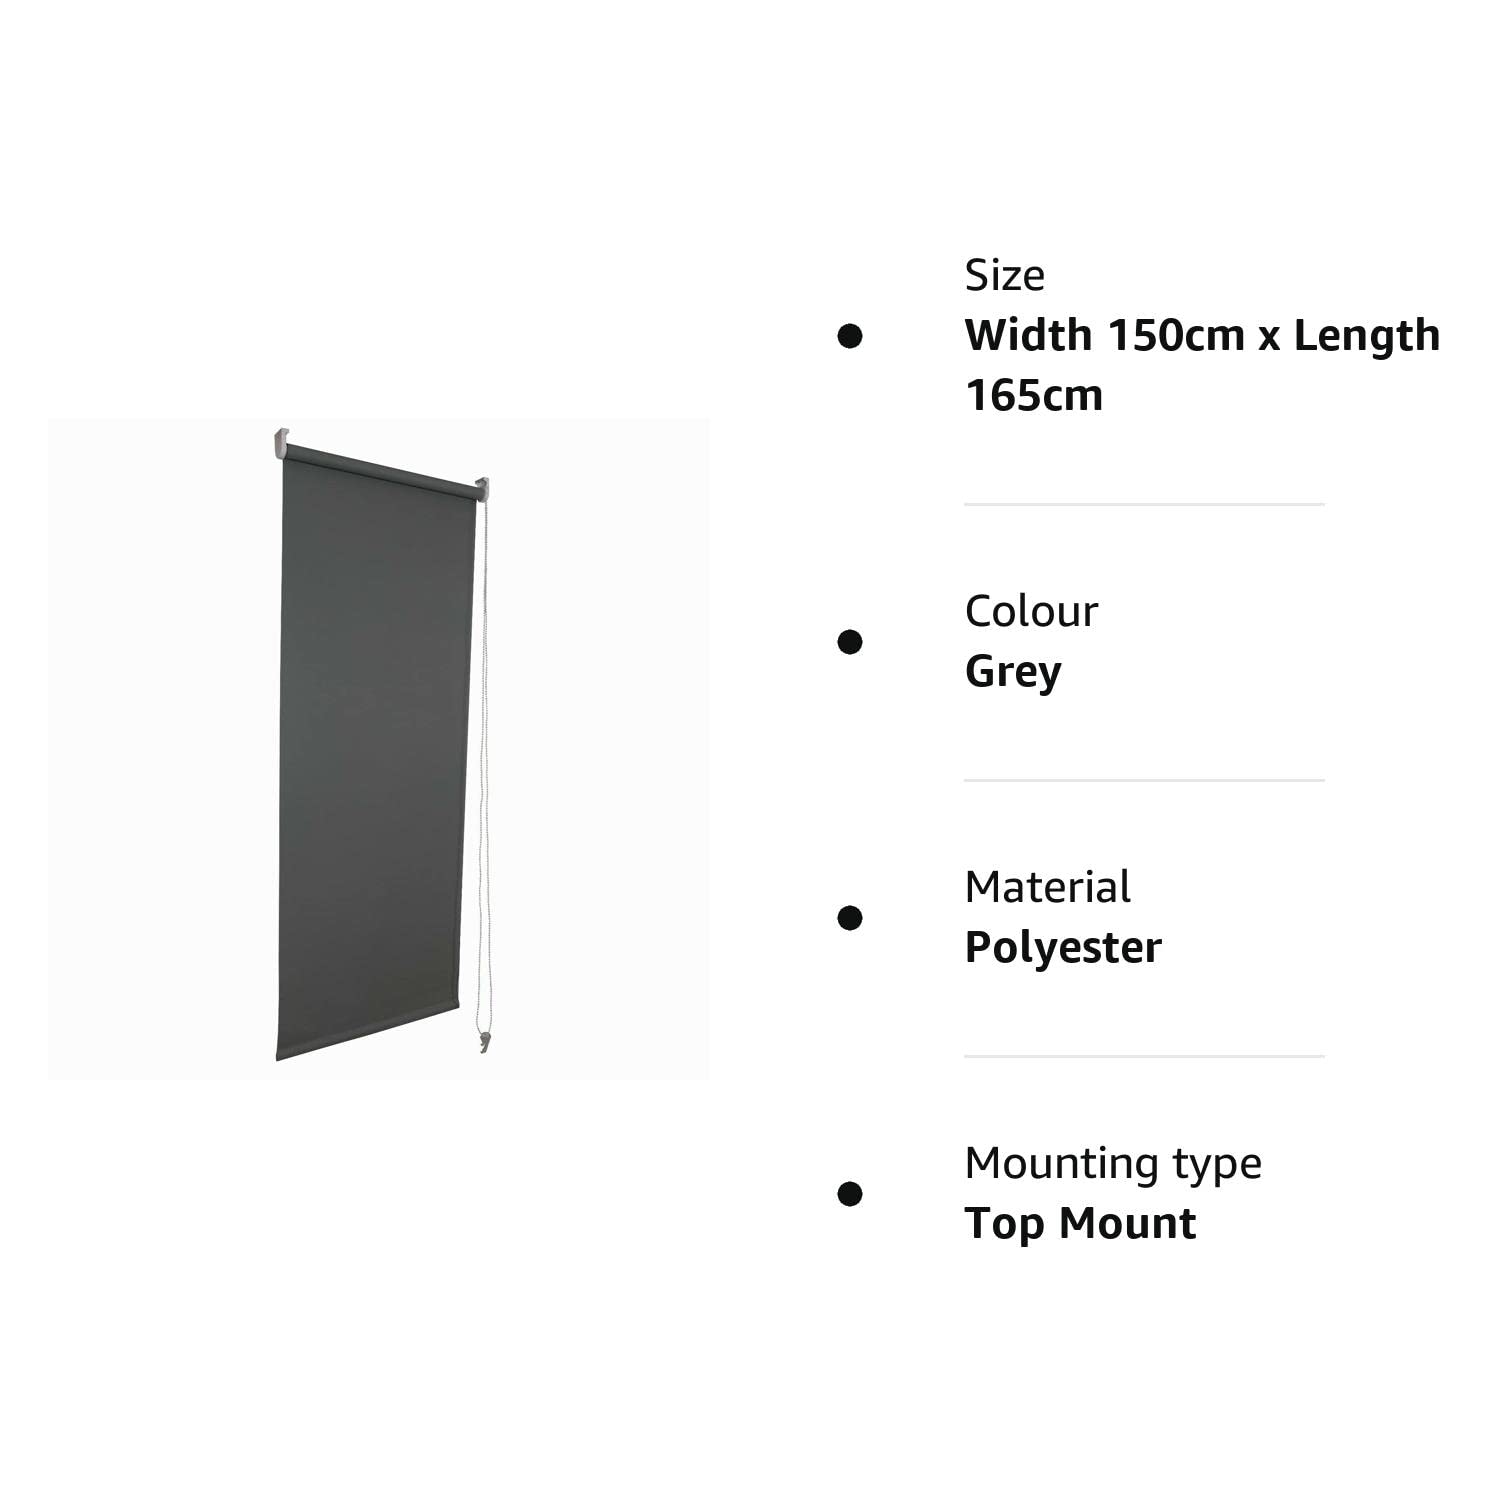 Size
Width 150cm x Length
165cm
Colour
Grey
Material
Polyester
Mounting type
Top Mount